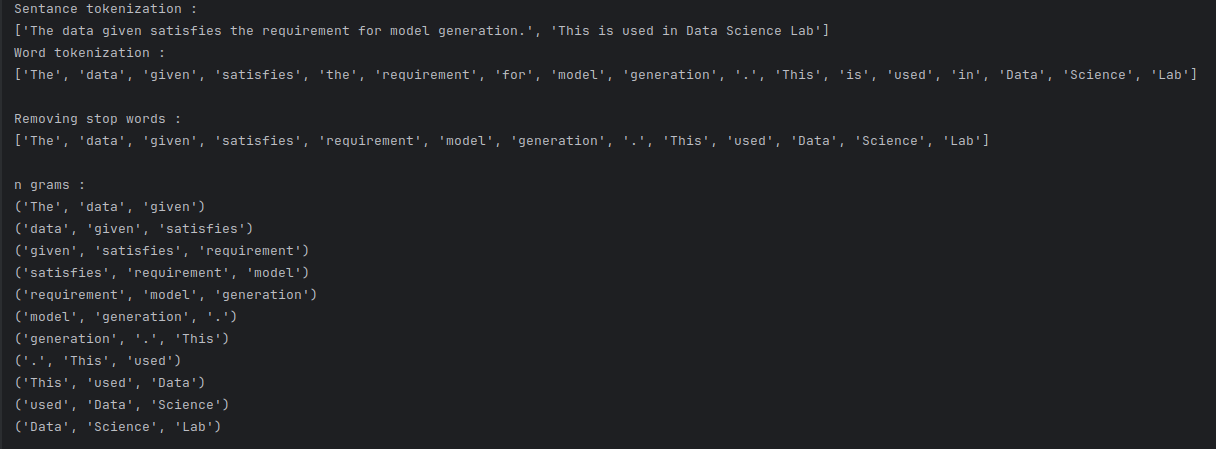 Sentance tokenization :
['The data given satisfies the requirement for model generation.', 'This is used in Data Science Lab']
Word tokenization :
['The', 'data', 'given', 'satisfies', 'the', 'requirement', 'for', 'model', 'generation', '.', 'This', 'is', 'used', 'in', 'Data', 'Science', 'Lab']
Removing stop words :
['The', 'data', 'given', 'satisfies', 'requirement', 'model', 'generation', '.', 'This', 'used', 'Data', 'Science', 'Lab']
n grams :
('The', 'data', 'given')
('data', 'given', 'satisfies')
('given', 'satisfies', 'requirement')
('satisfies', 'requirement', 'model')
('requirement', 'model', 'generation')
('model', 'generation', '.')
('generation', '.', 'This')
('.', 'This', 'used')
('This', 'used', 'Data')
('used', 'Data', 'Science')
('Data', 'Science', 'Lab')